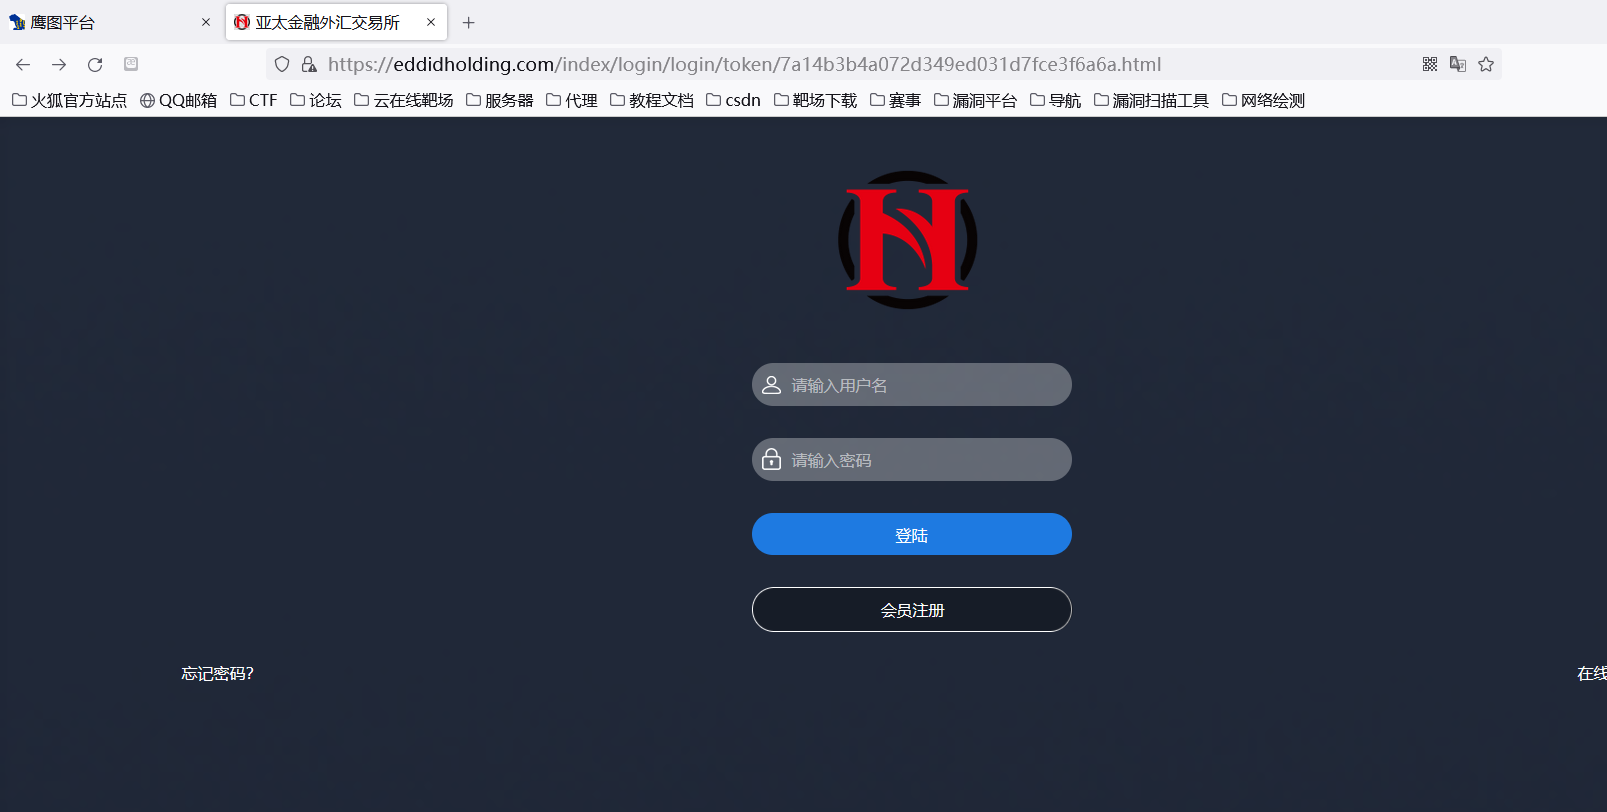 鹰图平台
亚太金融外汇交易所
https://eddidholding.com/index/login/login/token/7a14b3b4a072d349ed031d7fce3f6a6a.html
火狐官方站点 QQ邮箱 CTF 论坛 云在线靶场 服务器 代理 教程文档 csdn 靶场下载 赛事 漏洞平台 导航 漏洞扫描工具 网络绘测
请输入用户名
请输入密码
登陆
会员注册
忘记密码?
在线